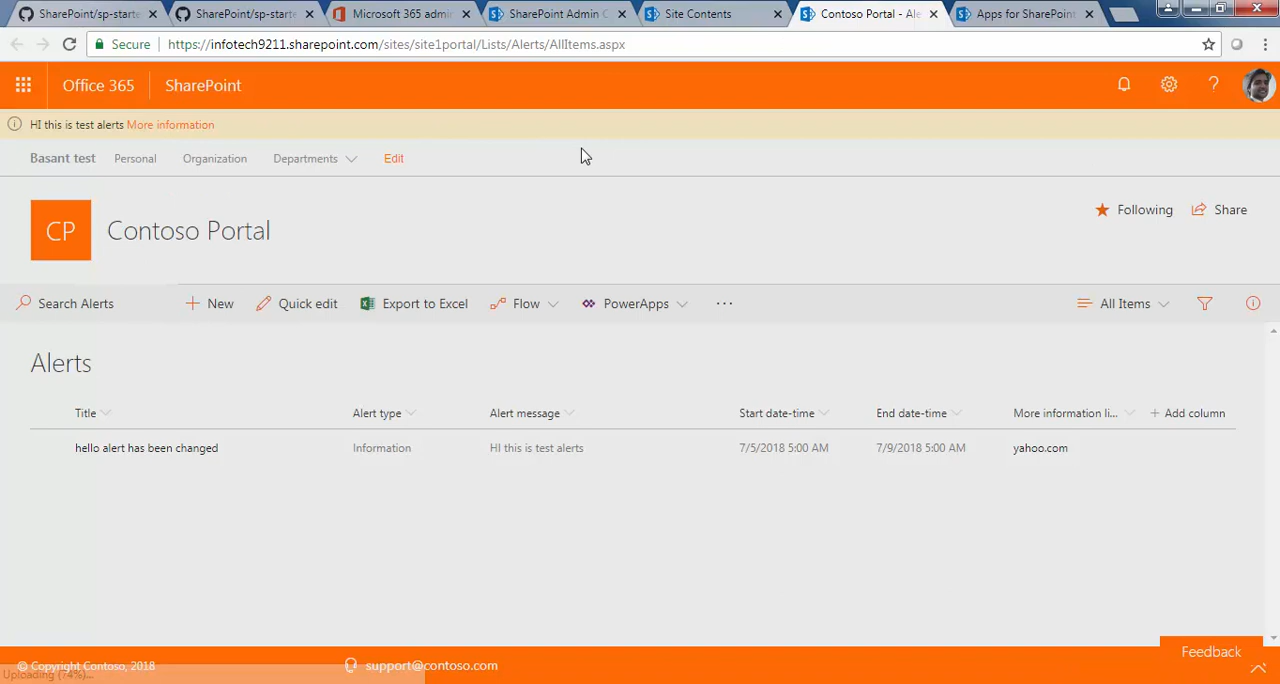 SharePoint/sp-starte SharePoint/sp-starte Microsoft 365 admi SharePoint Admin C Site Contents Contoso Portal - Ale Apps for SharePoint
Secure https://infotech9211.sharepoint.com/sites/site1portal/Lists/Alerts/AllItems.aspx
Office 365 SharePoint ?
HI this is test alerts More information
Basant test Personal Organization Departments Edit
CP Contoso Portal Following Share
Search Alerts New Quick edit Export to Excel Flow PowerApps ... All Items
Alerts
Title Alert type Alert message Start date-time End date-time More information li... + Add column
hello alert has been changed Information HI this is test alerts 7/5/2018 5:00 AM 7/9/2018 5:00 AM yahoo.com
Feedback
© Copyright Contoso, 2018 support@contoso.com
Uploading (74%)...